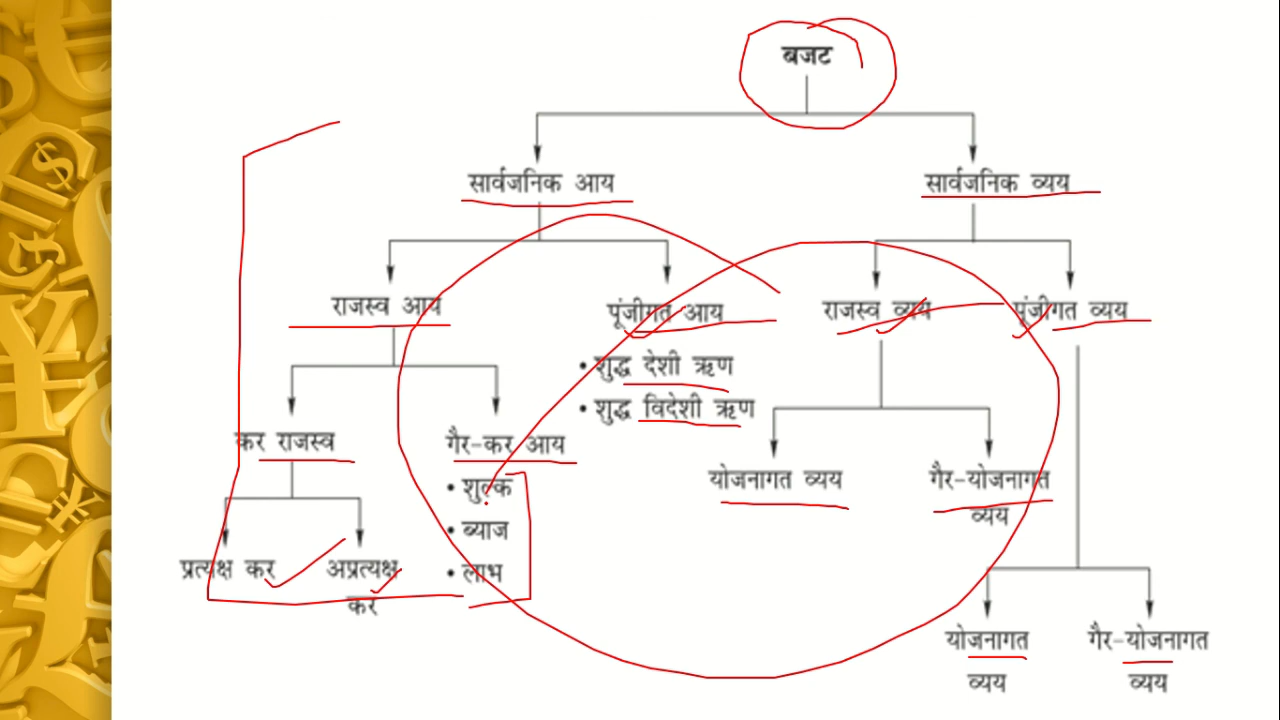 बजट
सार्वजनिक आय
सार्वजनिक व्यय
राजस्व आय
पूंजीगत आय
राजस्व व्यय
पूंजीगत व्यय
• शुद्ध देशी ऋण
• शुद्ध विदेशी ऋण
कर राजस्व
गैर-कर आय
• शुल्क
• ब्याज
• लाभ
योजनागत व्यय
गैर-योजनागत
व्यय
प्रत्यक्ष कर
अप्रत्यक्ष
कर
योजनागत
व्यय
गैर-योजनागत
व्यय